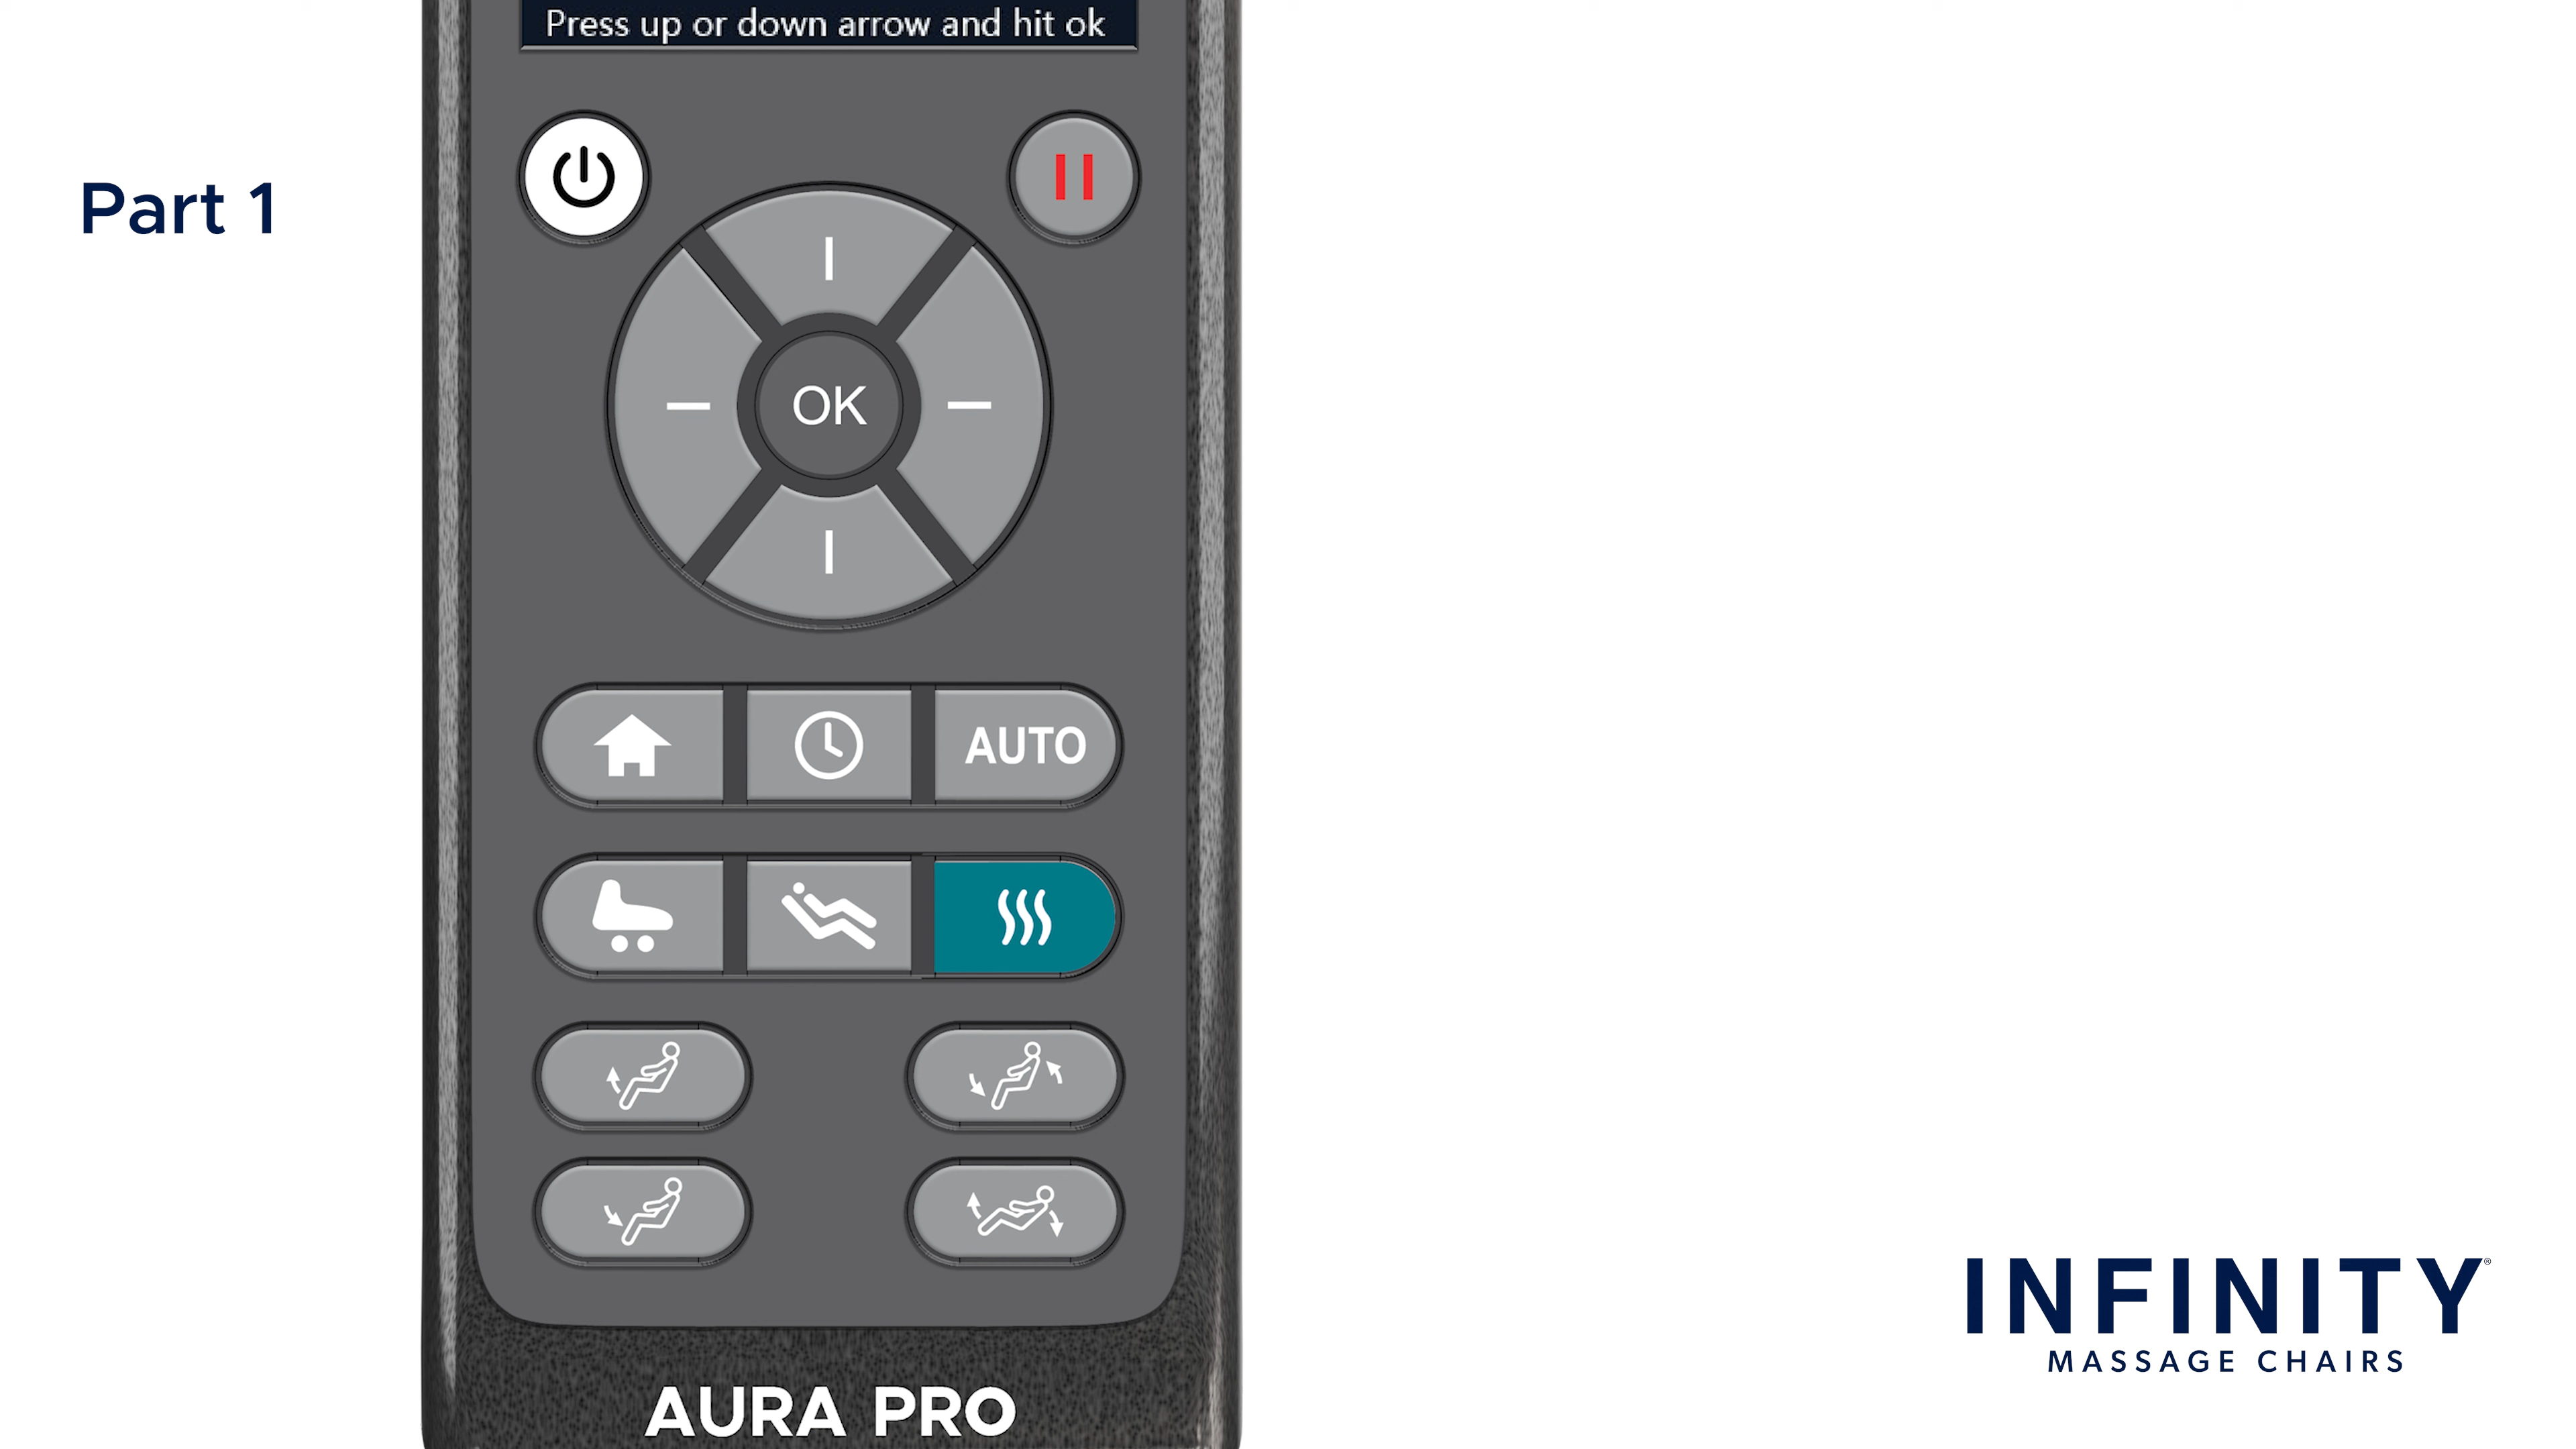 Press up or down arrow and hit ok
Part 1
OK
AUTO
AURA PRO
INFINITY®
MASSAGE CHAIRS